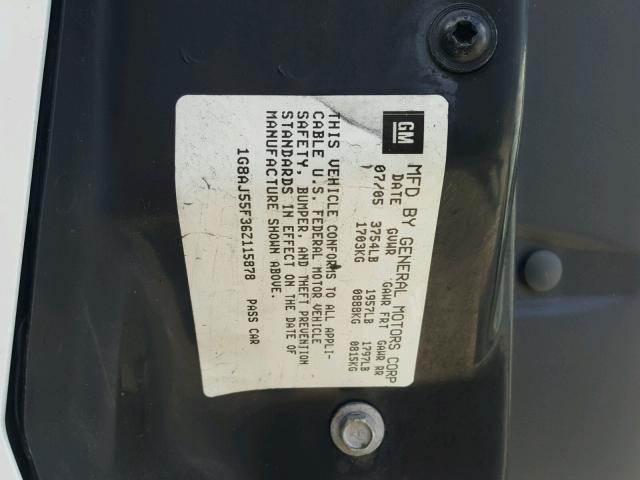 GM
MFD BY GENERAL MOTORS CORP
DATE GVWR GAWR FRT GAWR RR
07/05 3754LB 1957LB 1797LB
1703KG 0888KG 0815KG
THIS VEHICLE CONFORMS TO ALL APPLI-
CABLE U.S. FEDERAL MOTOR VEHICLE
SAFETY, BUMPER, AND THEFT PREVENTION
STANDARDS IN EFFECT ON THE DATE OF
MANUFACTURE SHOWN ABOVE.
1G8AJ55F36Z115878 PASS CAR